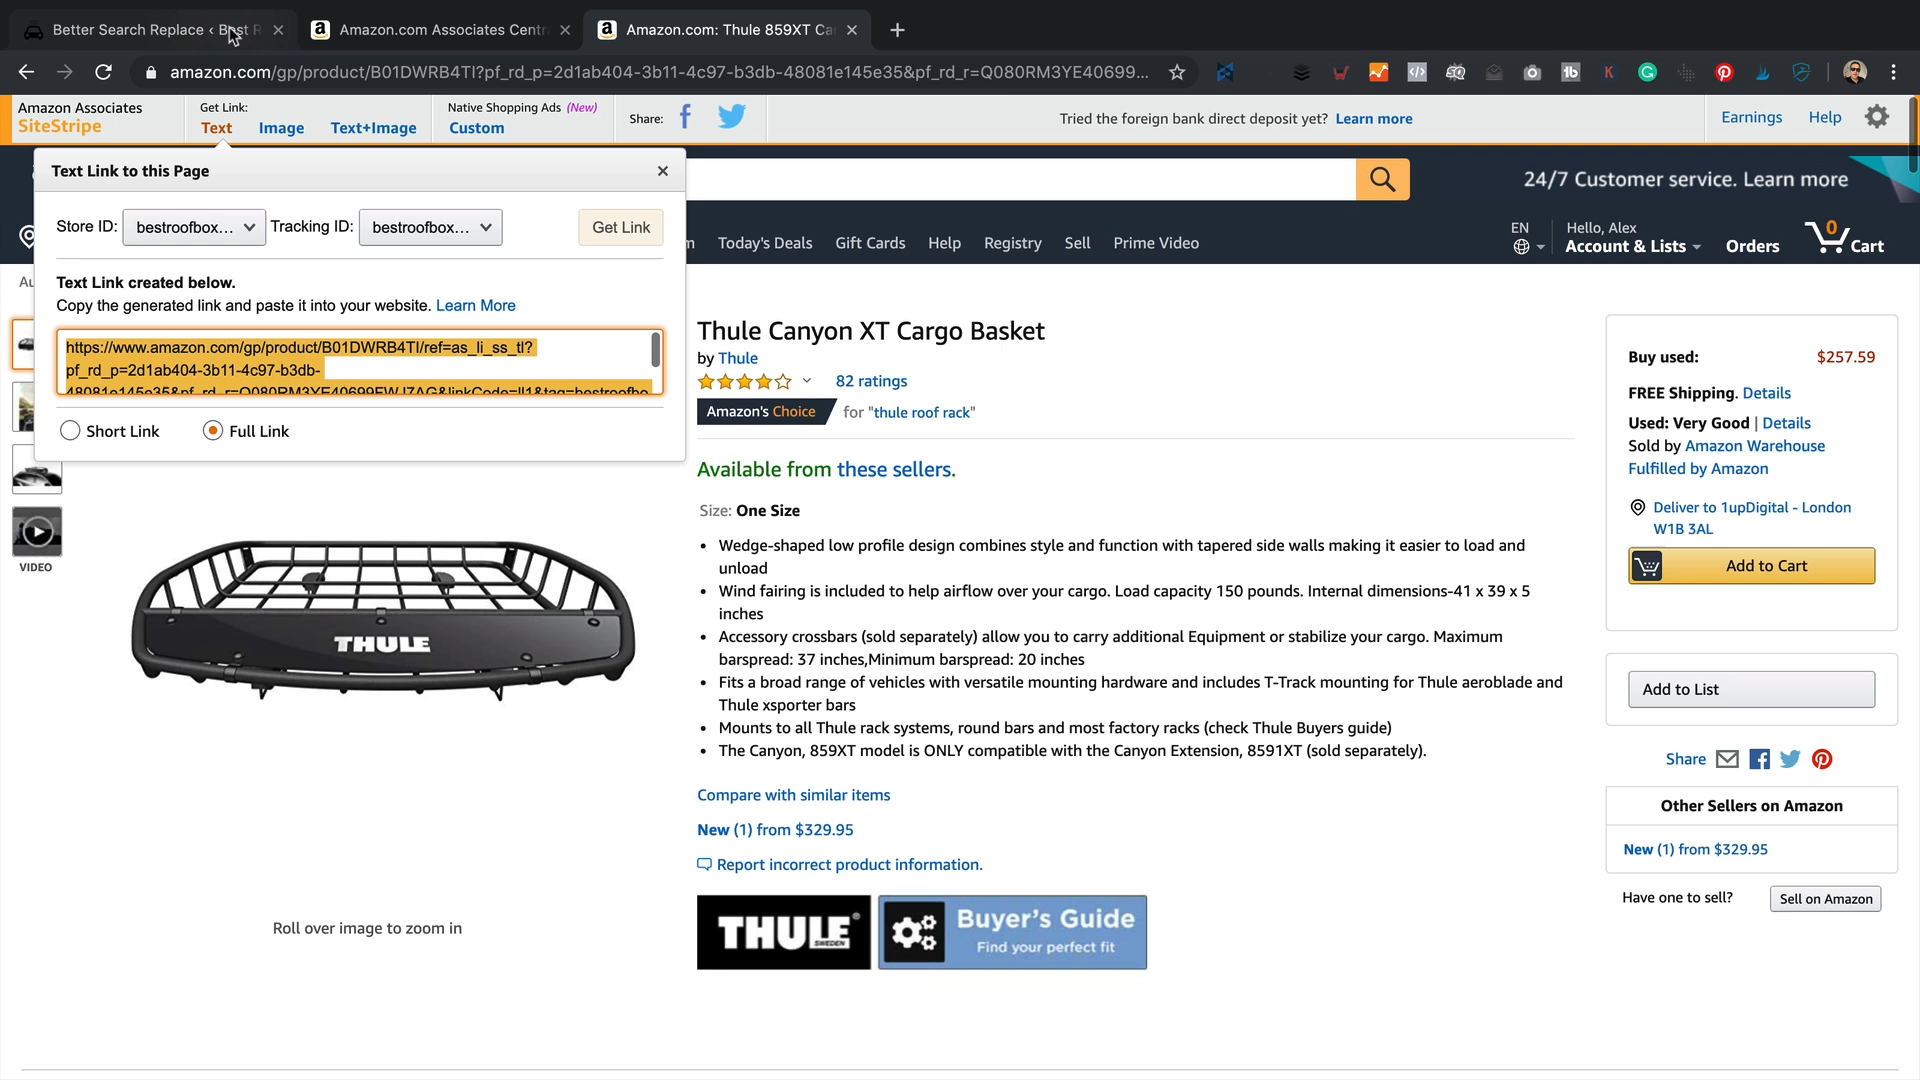 Better Search Replace ‹ Best R
Amazon.com Associates Centr
Amazon.com: Thule 859XT Ca
amazon.com/gp/product/B01DWRB4TI?pf_rd_p=2d1ab404-3b11-4c97-b3db-48081e145e35&pf_rd_r=Q080RM3YE40699...
Amazon Associates
SiteStripe
Get Link:
Text Image Text+Image
Native Shopping Ads (New)
Custom
Share:
Tried the foreign bank direct deposit yet? Learn more
Earnings Help
Text Link to this Page
Store ID: bestroofbox... Tracking ID: bestroofbox... Get Link
Text Link created below.
Copy the generated link and paste it into your website. Learn More
https://www.amazon.com/gp/product/B01DWRB4TI/ref=as_li_ss_tl?
pf_rd_p=2d1ab404-3b11-4c97-b3db-
48081e145e35&pf_rd_r=Q080RM3YE40699FWJ7AG&linkCode=ll1&tag=bestroofbo
Short Link Full Link
24/7 Customer service. Learn more
m Today's Deals Gift Cards Help Registry Sell Prime Video
EN
Hello, Alex
Account & Lists
Orders
0
Cart
Au
VIDEO
THULE
Roll over image to zoom in
Thule Canyon XT Cargo Basket
by Thule
82 ratings
Amazon's Choice for "thule roof rack"
Available from these sellers.
Size: One Size
• Wedge-shaped low profile design combines style and function with tapered side walls making it easier to load and
unload
• Wind fairing is included to help airflow over your cargo. Load capacity 150 pounds. Internal dimensions-41 x 39 x 5
inches
• Accessory crossbars (sold separately) allow you to carry additional Equipment or stabilize your cargo. Maximum
barspread: 37 inches,Minimum barspread: 20 inches
• Fits a broad range of vehicles with versatile mounting hardware and includes T-Track mounting for Thule aeroblade and
Thule xsporter bars
• Mounts to all Thule rack systems, round bars and most factory racks (check Thule Buyers guide)
• The Canyon, 859XT model is ONLY compatible with the Canyon Extension, 8591XT (sold separately).
Compare with similar items
New (1) from $329.95
Report incorrect product information.
THULE
SWEDEN
Buyer's Guide
Find your perfect fit
Buy used: $257.59
FREE Shipping. Details
Used: Very Good | Details
Sold by Amazon Warehouse
Fulfilled by Amazon
Deliver to 1upDigital - London
W1B 3AL
Add to Cart
Add to List
Share
Other Sellers on Amazon
New (1) from $329.95
Have one to sell? Sell on Amazon